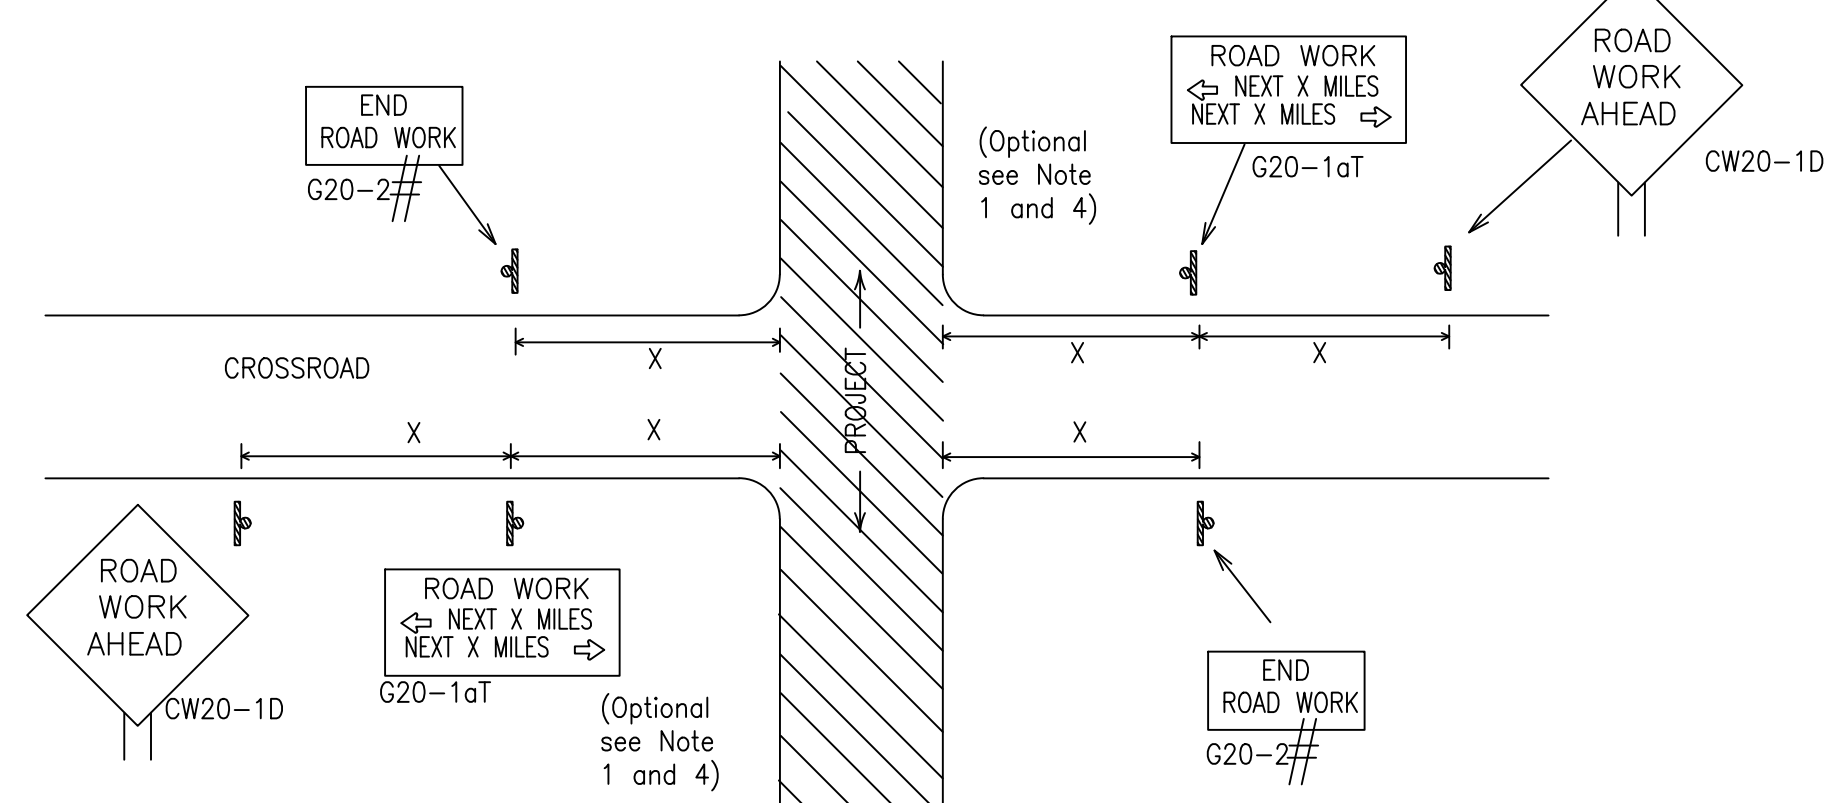 END
ROAD WORK
G20-2
ROAD WORK
NEXT X MILES
NEXT X MILES
G20-1aT
(Optional
see Note
1 and 4)
ROAD
WORK
AHEAD
CW20-1D
X
X
X
CROSSROAD
PROJECT
X
X
X
ROAD
WORK
AHEAD
CW20-1D
ROAD WORK
NEXT X MILES
NEXT X MILES
G20-1aT
(Optional
see Note
1 and 4)
END
ROAD WORK
G20-2